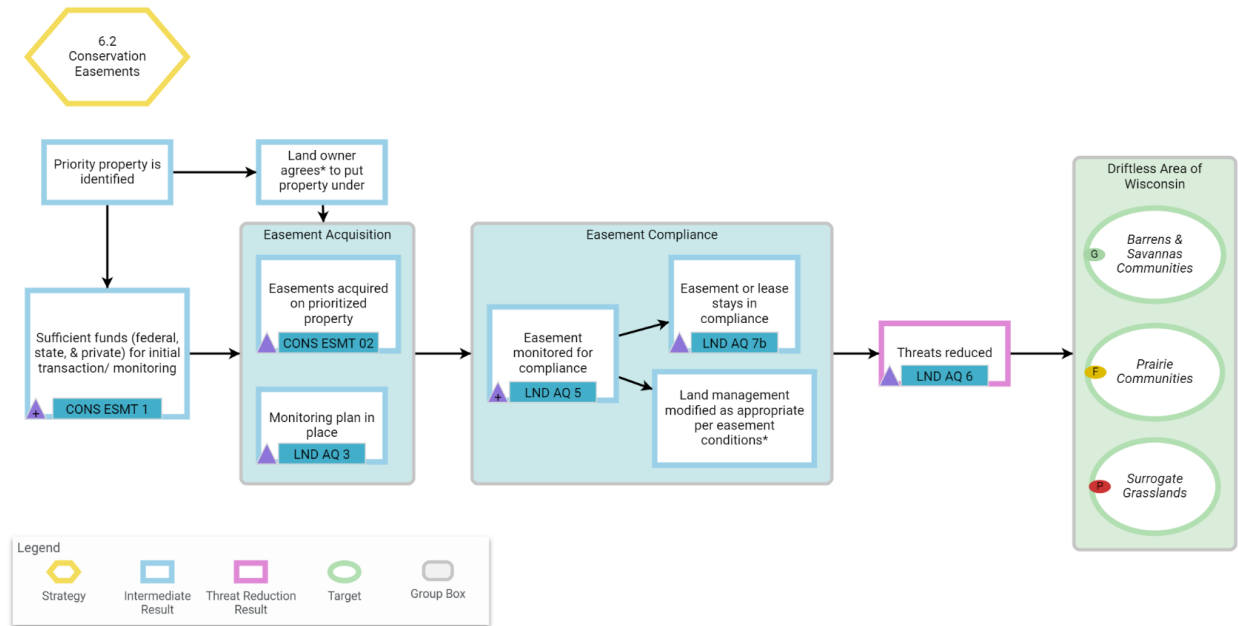 6.2
Conservation
Easements
Priority property is
identified
Land owner
agrees* to put
property under
Sufficient funds (federal,
state, & private) for initial
transaction/ monitoring
+
CONS ESMT 1
Easement Acquisition
Easements acquired
on prioritized
property
CONS ESMT 02
Monitoring plan in
place
LND AQ 3
Easement Compliance
Easement
monitored for
compliance
+
LND AQ 5
Easement or lease
stays in
compliance
LND AQ 7b
Land management
modified as appropriate
per easement
conditions*
Threats reduced
LND AQ 6
Driftless Area of
Wisconsin
Barrens &
Savannas
Communities
G
Prairie
Communities
F
Surrogate
Grasslands
P
Legend
Strategy
Intermediate
Result
Threat Reduction
Result
Target
Group Box